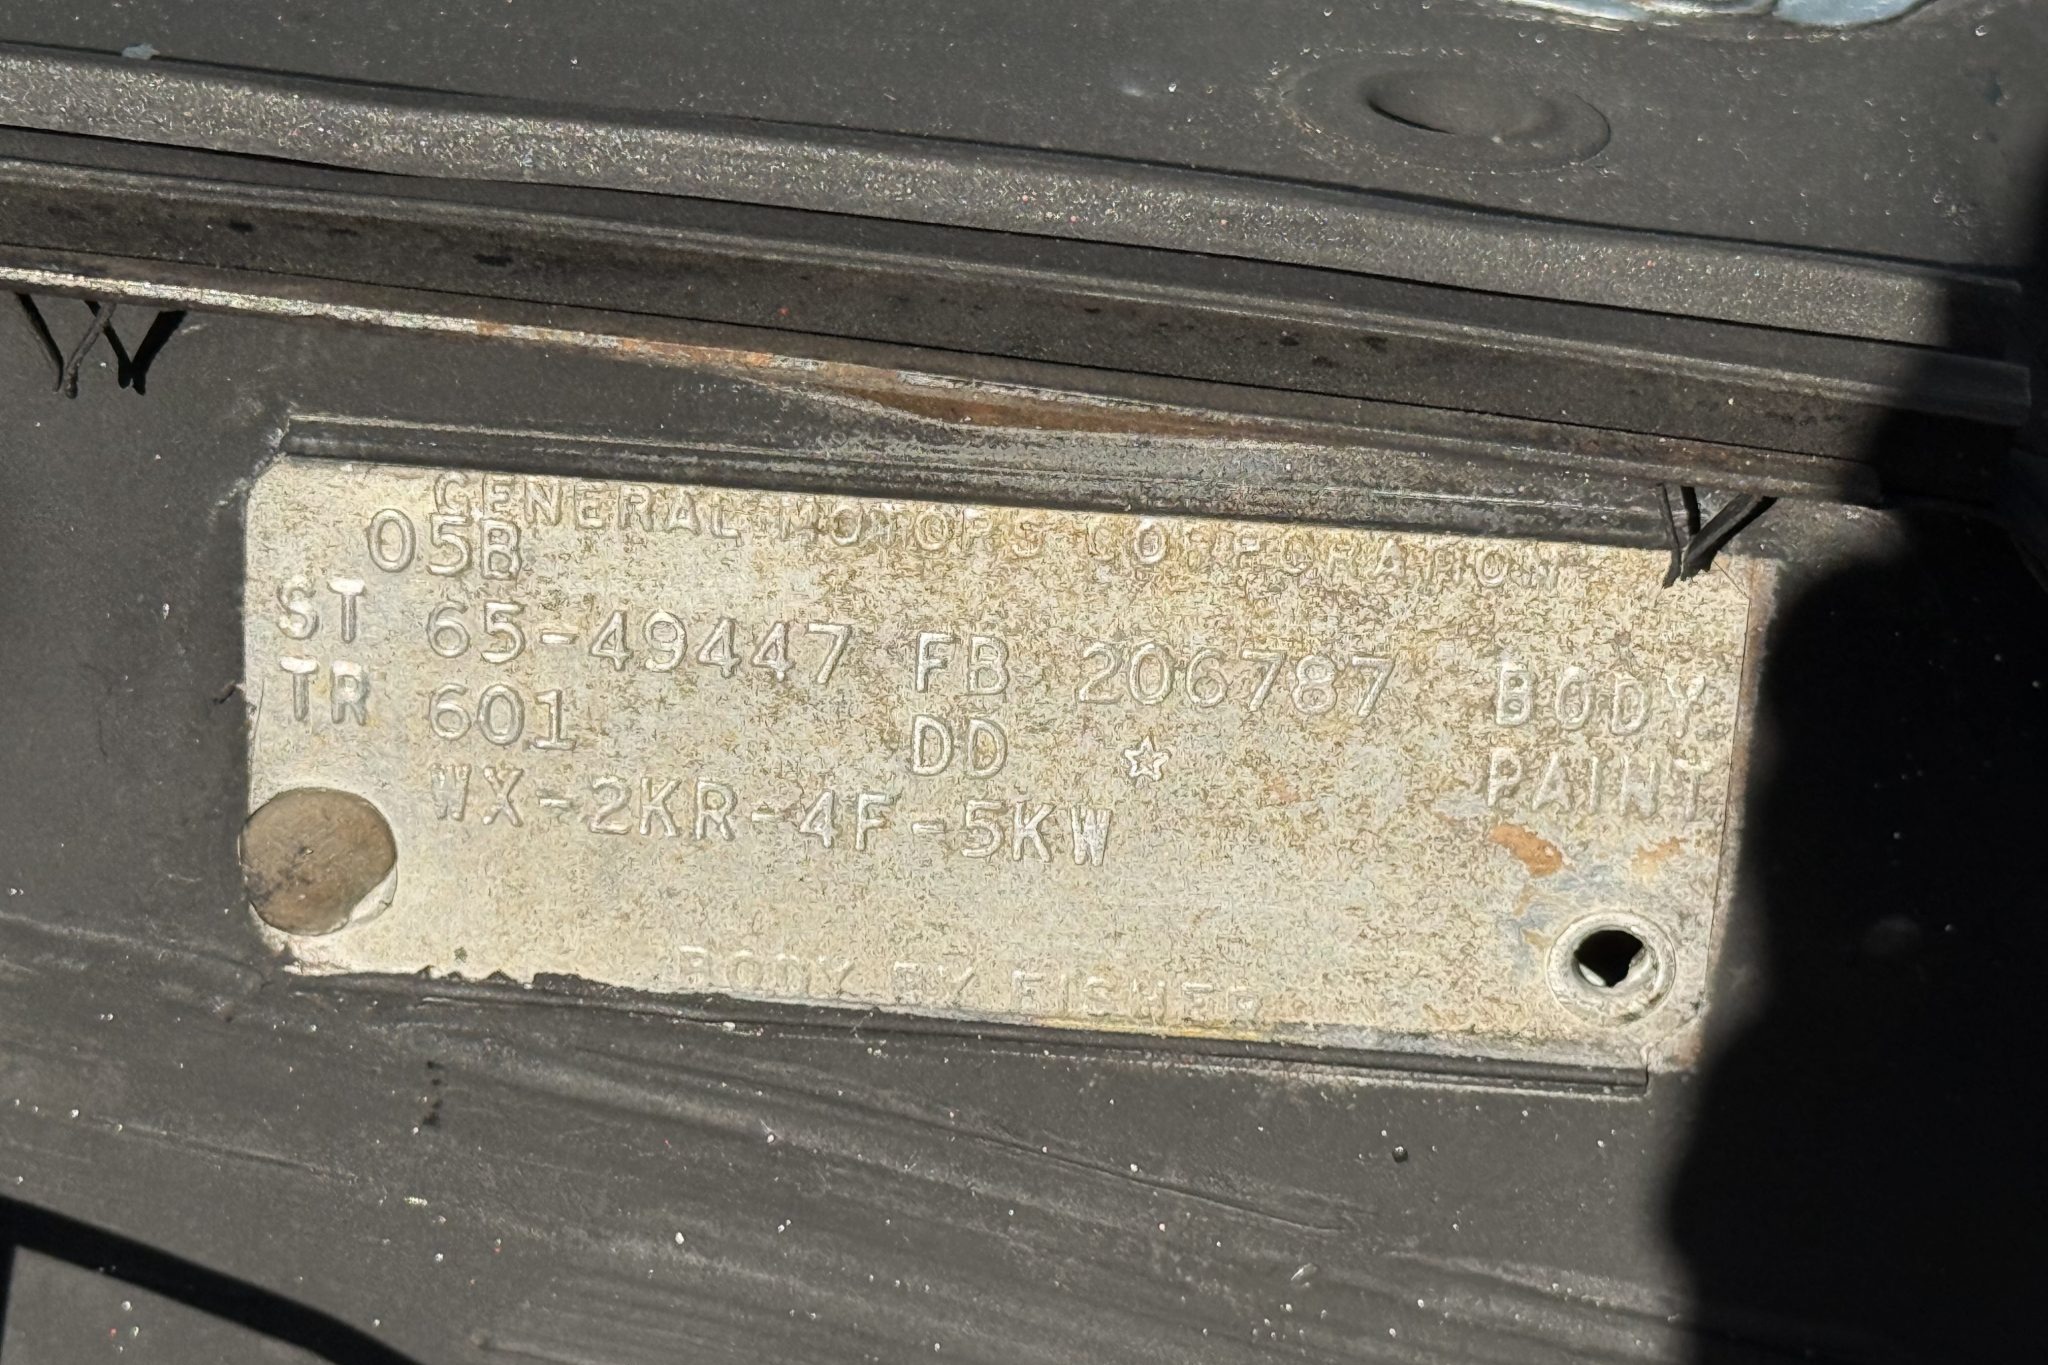 GENERAL MOTORS CORPORATION
05B
ST 65-49447 FB 206787 BODY
TR 601 DD ☆ PAINT
WX-2KR-4F-5KW
BODY BY FISHER